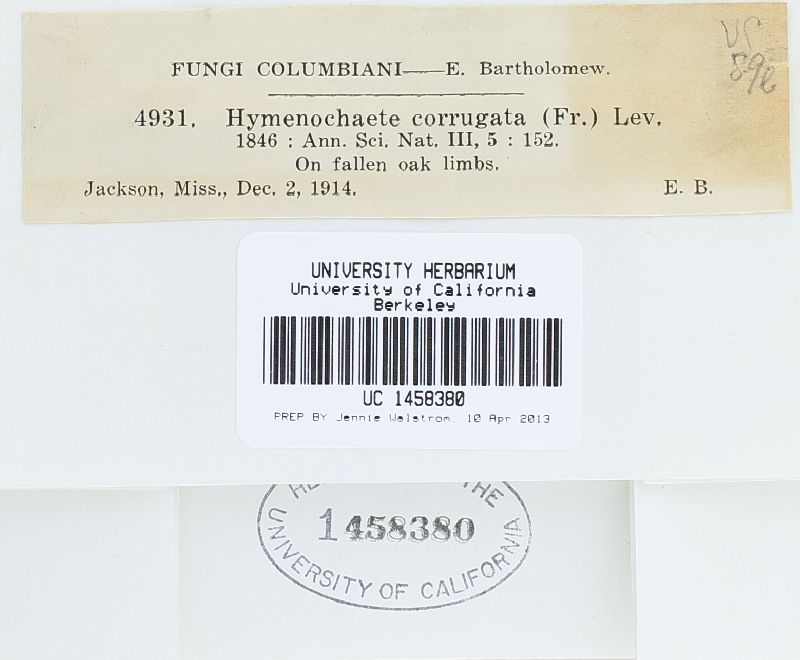 FUNGI COLUMBIANI——E. Bartholomew.
4931. Hymenochaete corrugata (Fr.) Lev.
1846 : Ann. Sci. Nat. III, 5 : 152.
On fallen oak limbs.
Jackson, Miss., Dec. 2, 1914. E. B.
UNIVERSITY HERBARIUM
University of California
Berkeley
UC 1458380
PREP BY Jennie Walstrom, 10 Apr 2013
THE
1458380
UNIVERSITY OF CALIFORNIA